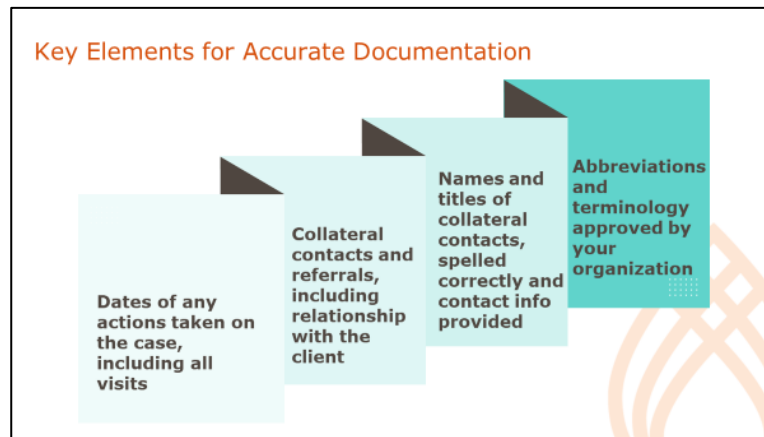 Key Elements for Accurate Documentation
Dates of any
actions taken on
the case,
including all
visits
Collateral
contacts and
referrals,
including
relationship
with the
client
Names and
titles of
collateral
contacts,
spelled
correctly and
contact info
provided
Abbreviations
and
terminology
approved by
your
organization